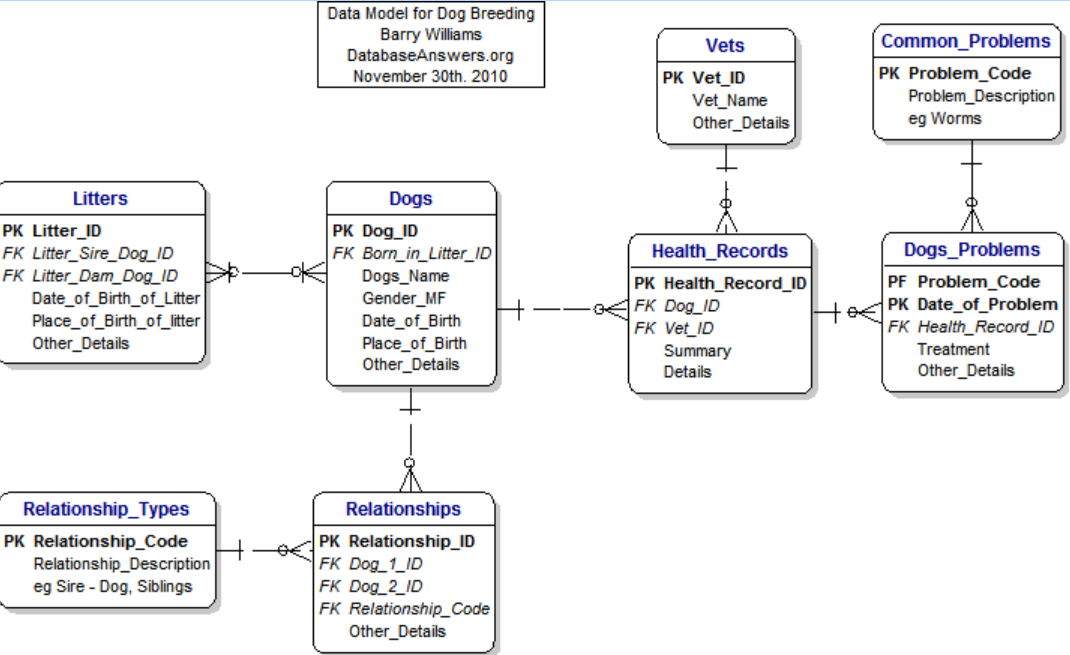 Data Model for Dog Breeding
Barry Williams
DatabaseAnswers.org
November 30th. 2010
Vets
PK Vet_ID
Vet_Name
Other_Details
Common_Problems
PK Problem_Code
Problem_Description
eg Worms
Litters
PK Litter_ID
FK Litter_Sire_Dog_ID
FK Litter_Dam_Dog_ID
Date_of_Birth_of_Litter
Place_of_Birth_of_litter
Other_Details
Dogs
PK Dog_ID
FK Born_in_Litter_ID
Dogs_Name
Gender_MF
Date_of_Birth
Place_of_Birth
Other_Details
Health_Records
PK Health_Record_ID
FK Dog_ID
FK Vet_ID
Summary
Details
Dogs_Problems
PF Problem_Code
PK Date_of_Problem
FK Health_Record_ID
Treatment
Other_Details
Relationship_Types
PK Relationship_Code
Relationship_Description
eg Sire - Dog, Siblings
Relationships
PK Relationship_ID
FK Dog_1_ID
FK Dog_2_ID
FK Relationship_Code
Other_Details